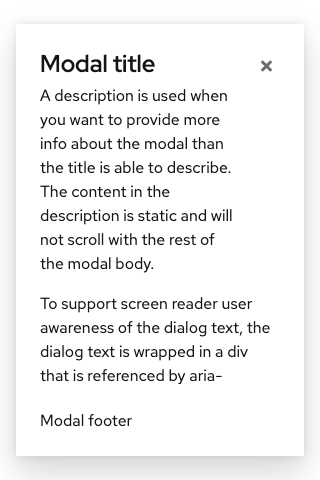 Modal title
A description is used when
you want to provide more
info about the modal than
the title is able to describe.
The content in the
description is static and will
not scroll with the rest of
the modal body.
To support screen reader user
awareness of the dialog text, the
dialog text is wrapped in a div
that is referenced by aria-
Modal footer